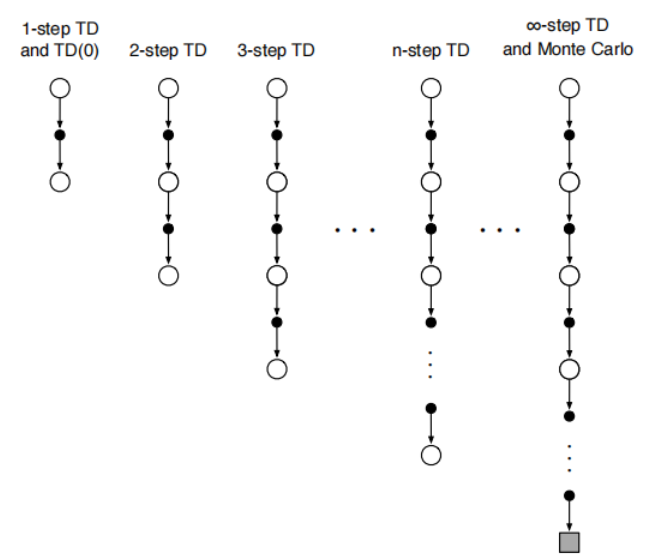 1-step TD
and TD(0)
2-step TD
3-step TD
n-step TD
∞-step TD
and Monte Carlo